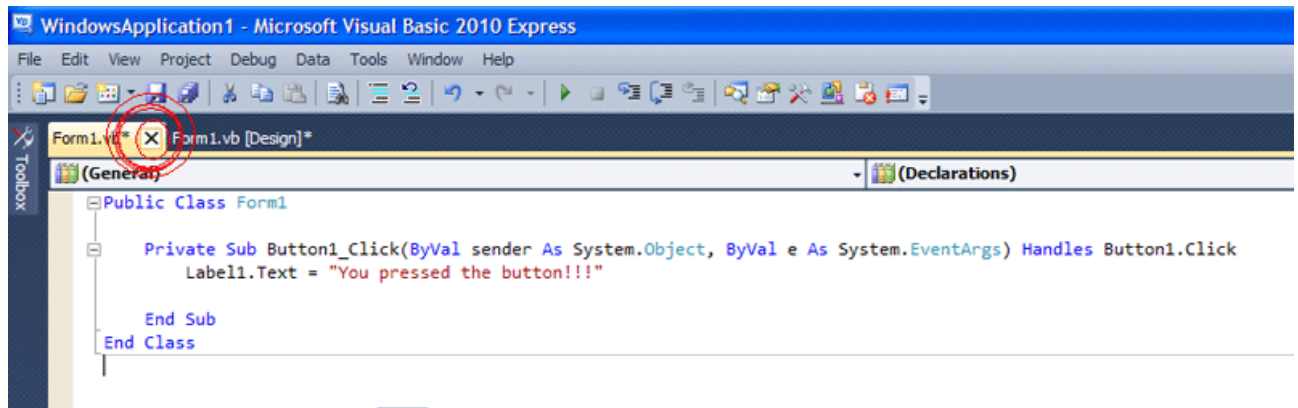 WindowsApplication1 - Microsoft Visual Basic 2010 Express
File Edit View Project Debug Data Tools Window Help
Form1.vb* Form1.vb [Design]*
Toolbox
(General) (Declarations)
Public Class Form1
Private Sub Button1_Click(ByVal sender As System.Object, ByVal e As System.EventArgs) Handles Button1.Click
Label1.Text = "You pressed the button!!!"
End Sub
End Class